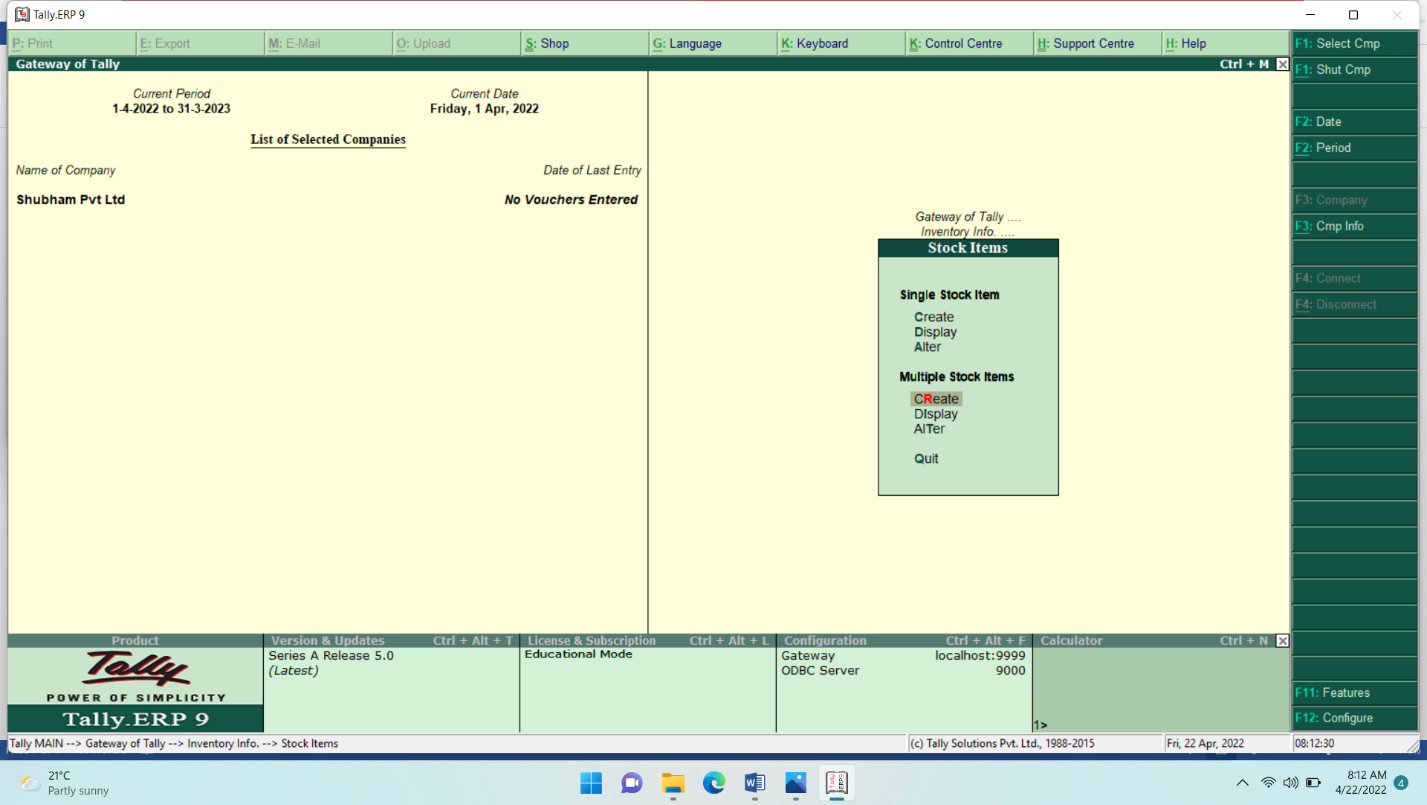 Tally.ERP 9
P: Print E: Export M: E-Mail O: Upload S: Shop G: Language K: Keyboard K: Control Centre H: Support Centre H: Help
Gateway of Tally Ctrl + M
Current Period Current Date
1-4-2022 to 31-3-2023 Friday, 1 Apr, 2022
List of Selected Companies
Name of Company Date of Last Entry
Shubham Pvt Ltd No Vouchers Entered
Gateway of Tally ....
Inventory Info. ....
Stock Items
Single Stock Item
Create
Display
Alter
Multiple Stock Items
CReate
DIsplay
AlTer
Quit
F1: Select Cmp
F1: Shut Cmp
F2: Date
F2: Period
F3: Company
F3: Cmp Info
F4: Connect
F4: Disconnect
F11: Features
F12: Configure
Product
Tally
POWER OF SIMPLICITY
Tally.ERP 9
Version & Updates Ctrl + Alt + T
Series A Release 5.0
(Latest)
License & Subscription Ctrl + Alt + L
Educational Mode
Configuration Ctrl + Alt + F
Gateway localhost:9999
ODBC Server 9000
Calculator Ctrl + N
1>
Tally MAIN --> Gateway of Tally --> Inventory Info. --> Stock Items (c) Tally Solutions Pvt. Ltd., 1988-2015 Fri, 22 Apr, 2022 08:12:30
21°C
Partly sunny
8:12 AM
4/22/2022
4